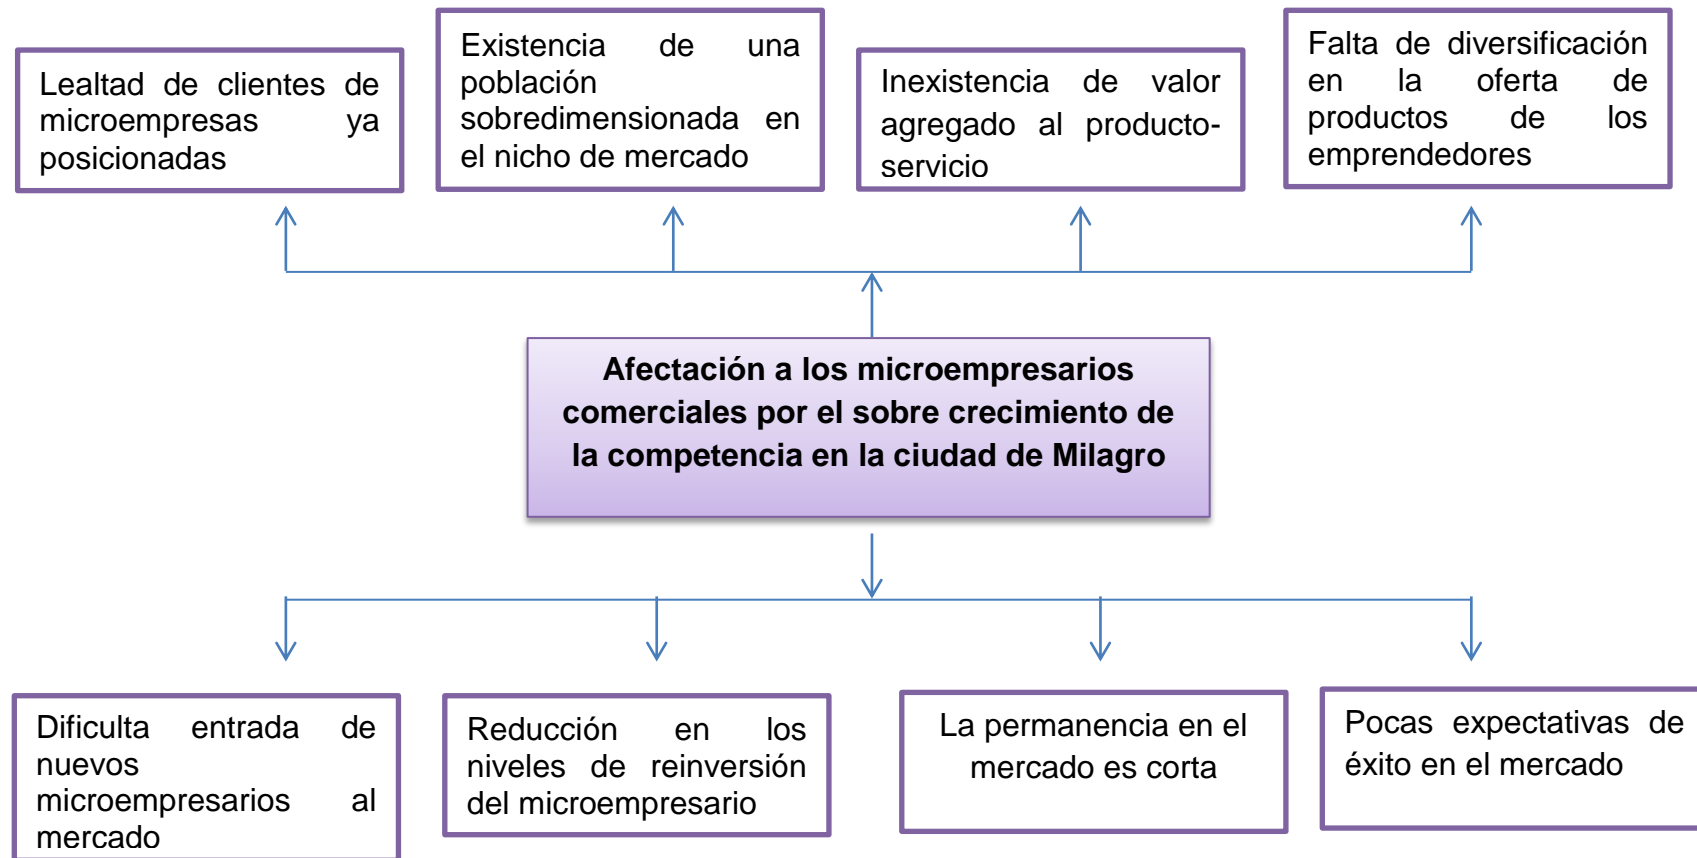 Lealtad de clientes de
microempresas ya
posicionadas
Existencia de una
población
sobredimensionada en
el nicho de mercado
Inexistencia de valor
agregado al producto-
servicio
Falta de diversificación
en la oferta de
productos de los
emprendedores
Afectación a los microempresarios
comerciales por el sobre crecimiento de
la competencia en la ciudad de Milagro
Dificulta entrada de
nuevos
microempresarios al
mercado
Reducción en los
niveles de reinversión
del microempresario
La permanencia en el
mercado es corta
Pocas expectativas de
éxito en el mercado